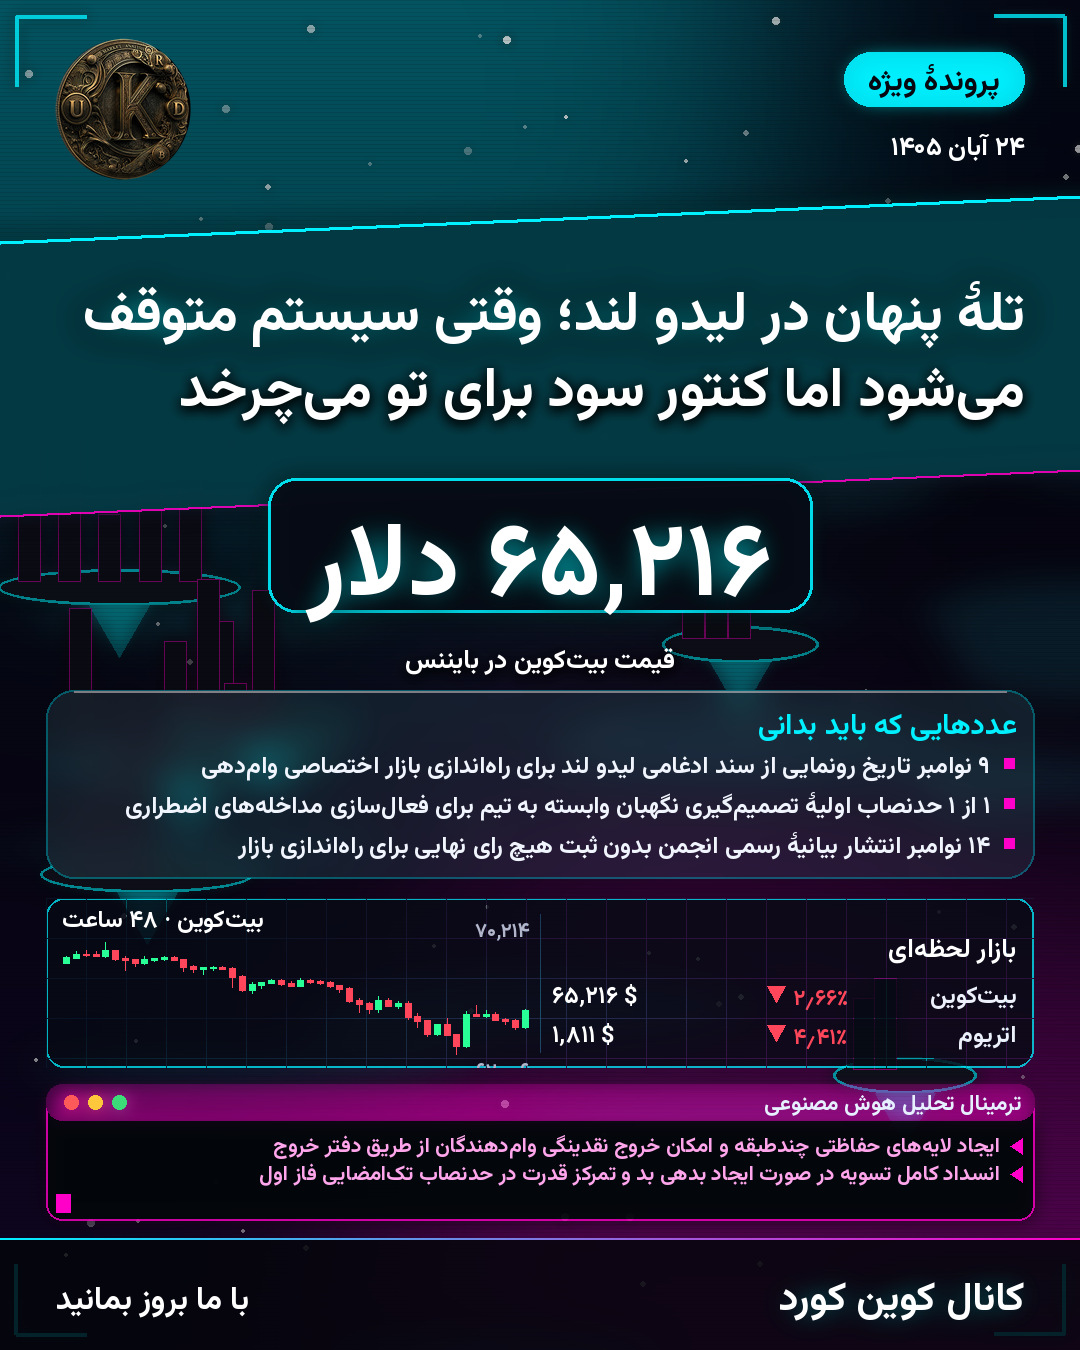 پروندهٔ ویژه
۲۴ آبان ۱۴۰۵
تلهٔ پنهان در لیدو لند؛ وقتی سیستم متوقف
می‌شود اما کنتور سود برای تو می‌چرخد
۶۵,۲۱۶ دلار
قیمت بیت‌کوین در بایننس
عددهایی که باید بدانی
۹ نوامبر تاریخ رونمایی از سند ادغامی لیدو لند برای راه‌اندازی بازار اختصاصی وام‌دهی
۱ از ۱ حدنصاب اولیهٔ تصمیم‌گیری نگهبان وابسته به تیم برای فعال‌سازی مداخله‌های اضطراری
۱۴ نوامبر انتشار بیانیهٔ رسمی انجمن بدون ثبت هیچ رای نهایی برای راه‌اندازی بازار
بازار لحظه‌ای
بیت‌کوین ۲٫۶۶٪ ۶۵,۲۱۶ $
اتریوم ۴٫۴۱٪ ۱,۸۱۱ $
بیت‌کوین · ۴۸ ساعت
۷۰,۲۱۴
ترمینال تحلیل هوش مصنوعی
ایجاد لایه‌های حفاظتی چندطبقه و امکان خروج نقدینگی وام‌دهندگان از طریق دفتر خروج
انسداد کامل تسویه در صورت ایجاد بدهی بد و تمرکز قدرت در حدنصاب تک‌امضایی فاز اول
کانال کوین کورد
با ما بروز بمانید